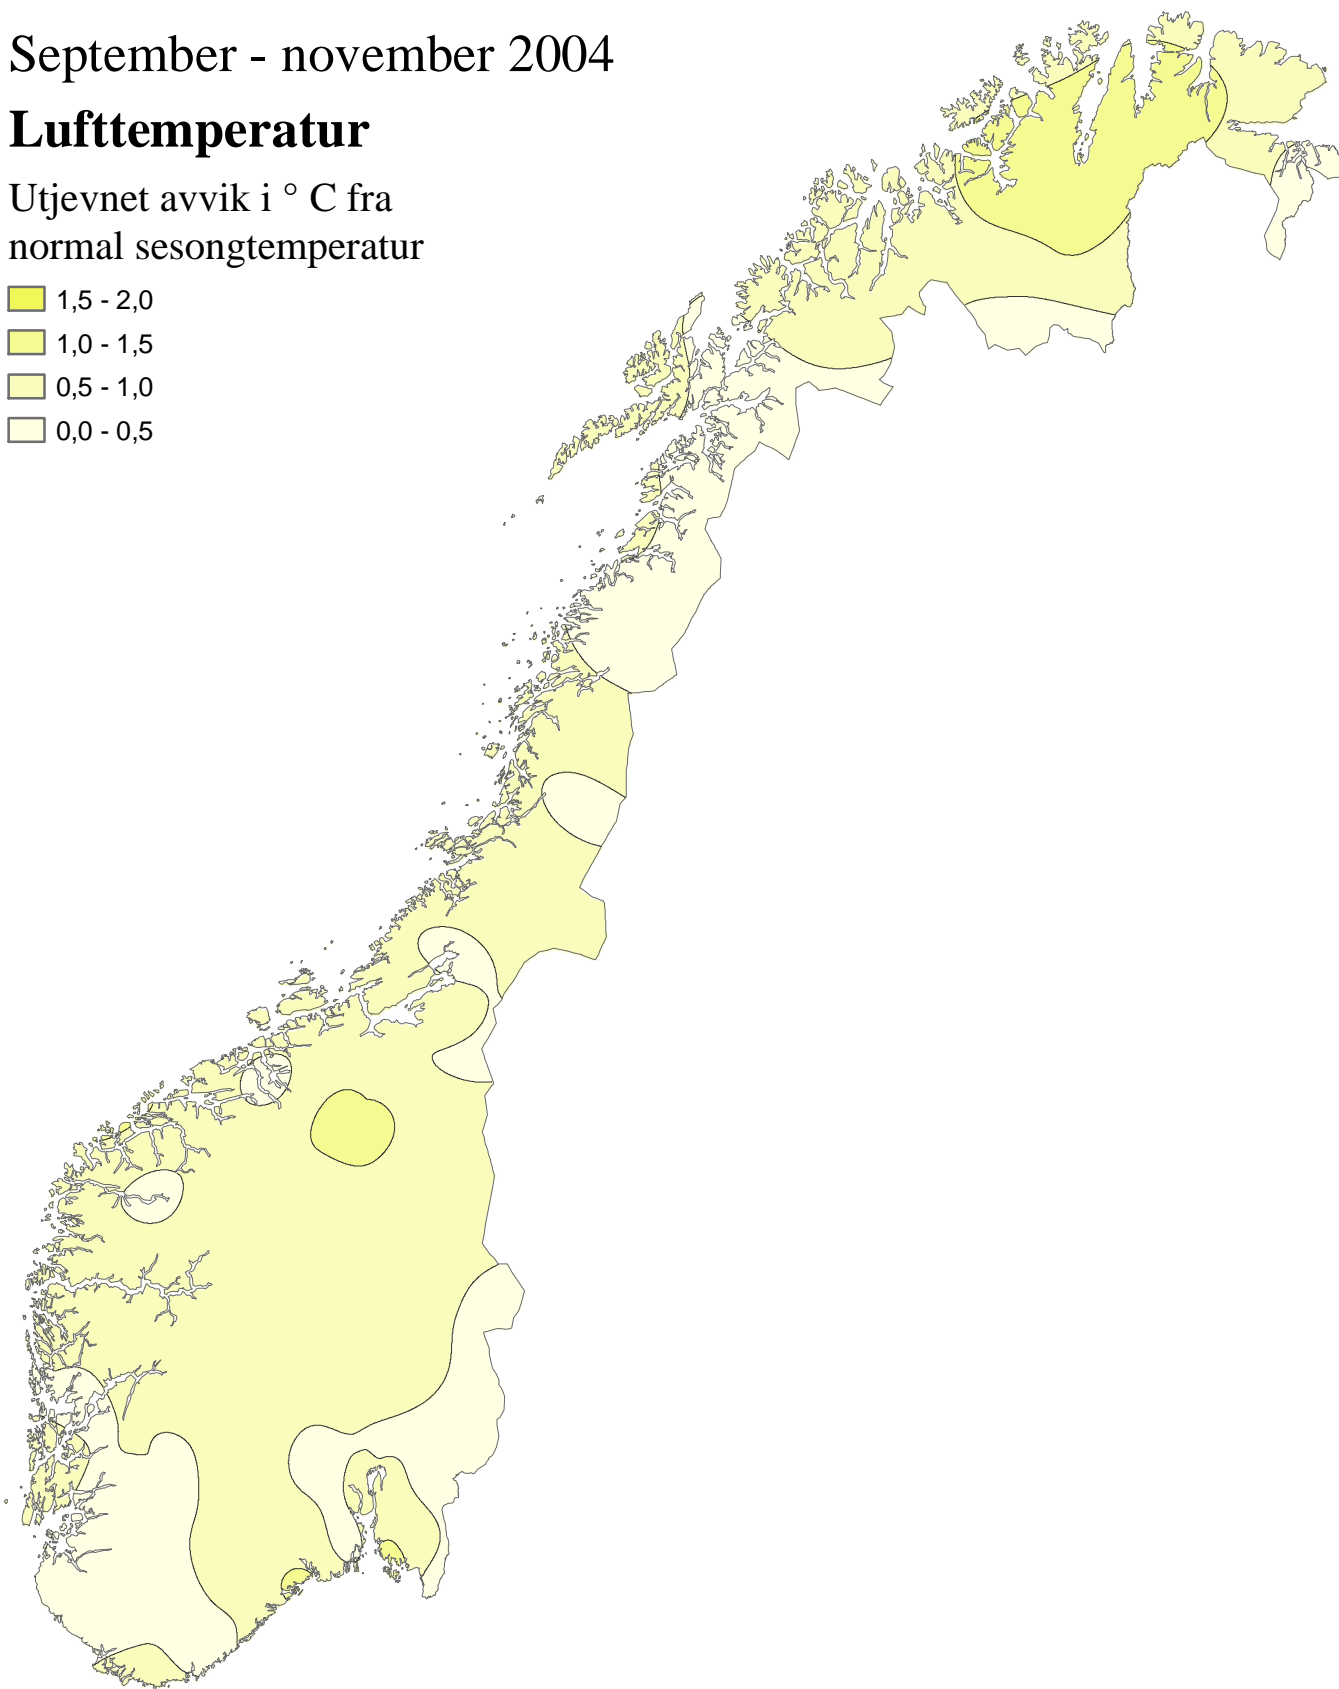 September - november 2004
Lufttemperatur
Utjevnet avvik i ° C fra
normal sesongtemperatur
1,5 - 2,0
1,0 - 1,5
0,5 - 1,0
0,0 - 0,5